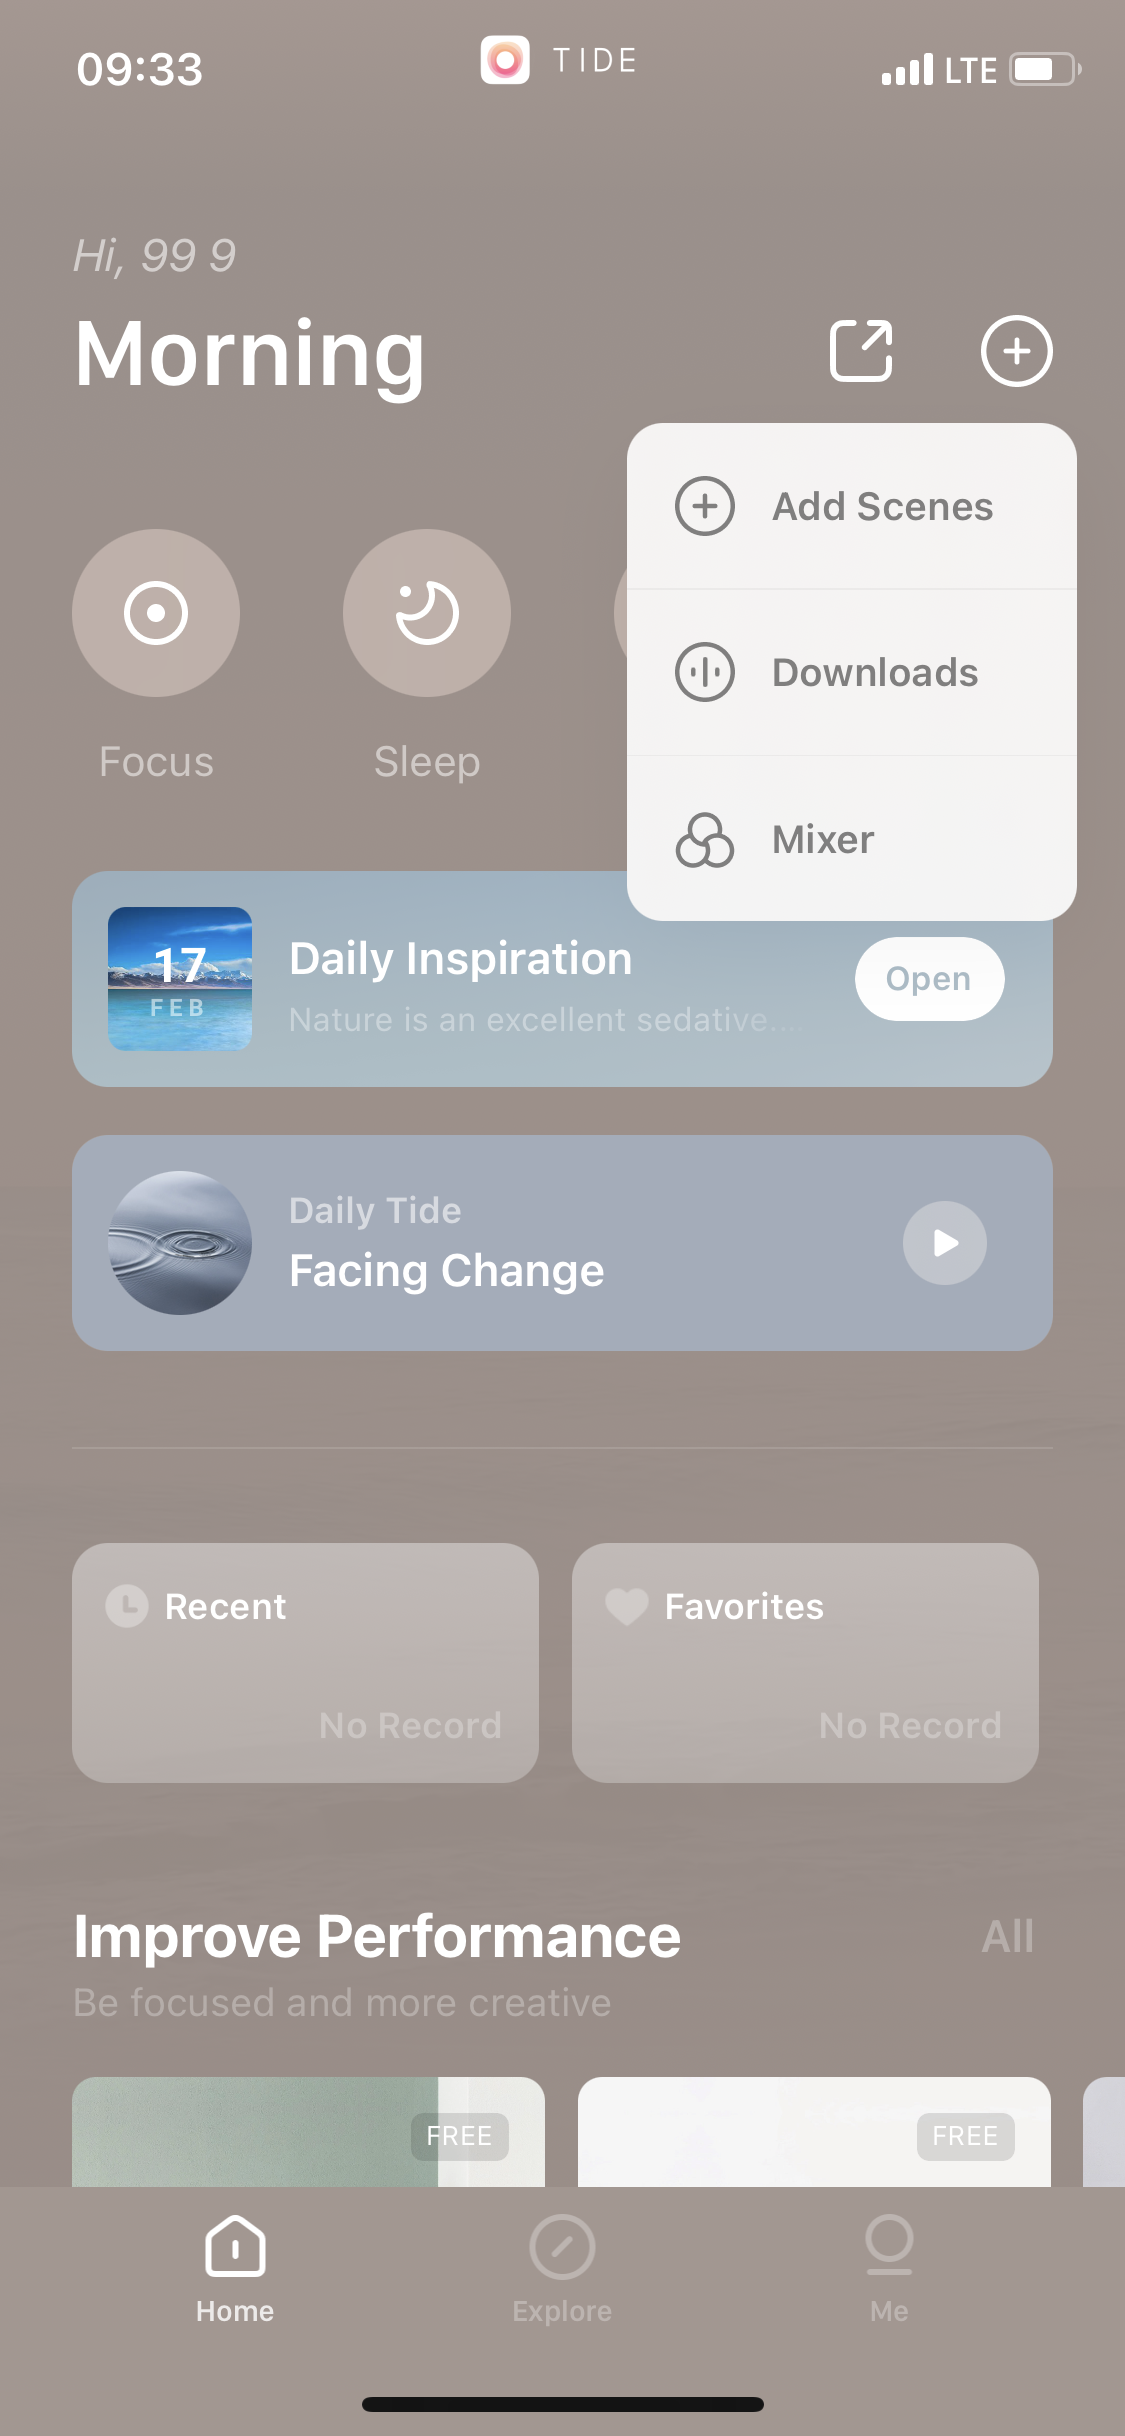 09:33
TIDE
LTE
Hi, 99 9
Morning
Add Scenes
Downloads
Mixer
Focus
Sleep
17
FEB
Daily Inspiration
Nature is an excellent sedative....
Open
Daily Tide
Facing Change
Recent
No Record
Favorites
No Record
Improve Performance
All
Be focused and more creative
FREE
FREE
Home
Explore
Me